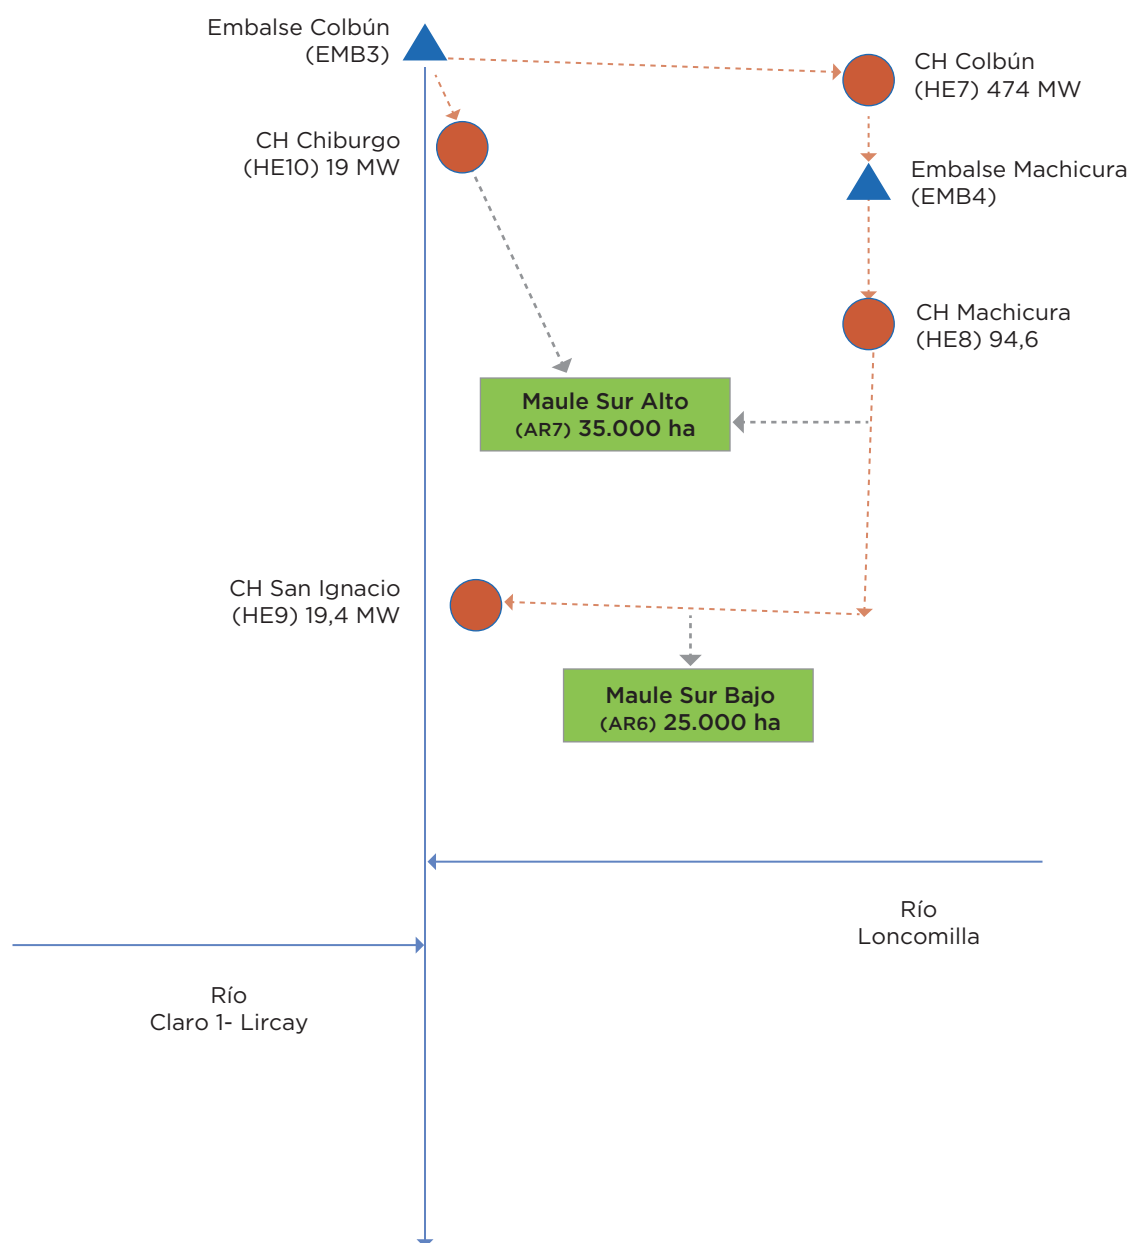 Embalse Colbún
(EMB3)
CH Colbún
(HE7) 474 MW
CH Chiburgo
(HE10) 19 MW
Embalse Machicura
(EMB4)
CH Machicura
(HE8) 94,6
Maule Sur Alto
(AR7) 35.000 ha
CH San Ignacio
(HE9) 19,4 MW
Maule Sur Bajo
(AR6) 25.000 ha
Río
Loncomilla
Río
Claro 1- Lircay